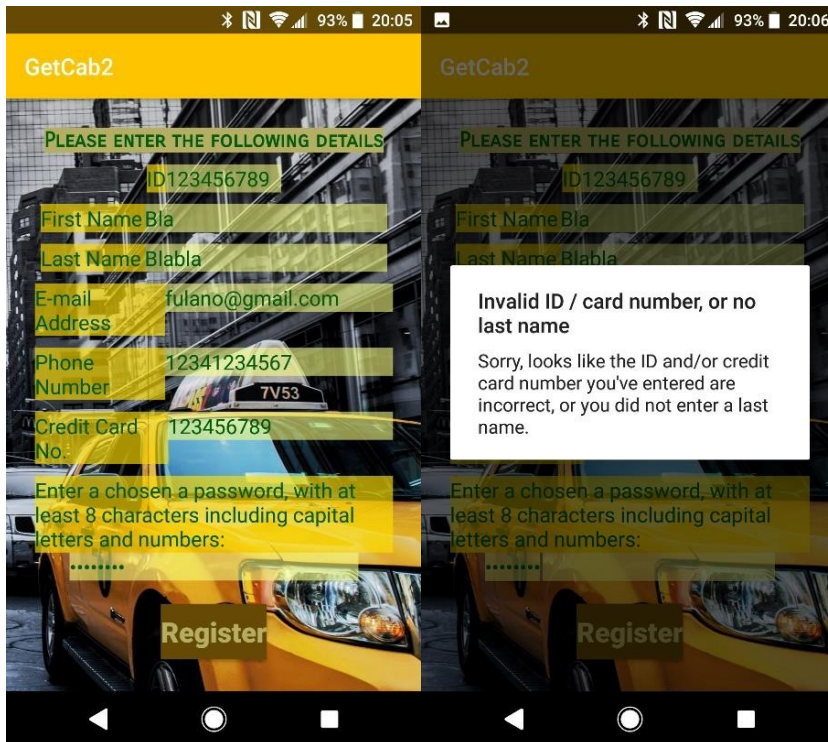 93% 20:05
GetCab2
PLEASE ENTER THE FOLLOWING DETAILS
ID 123456789
First Name Bla
Last Name Blabla
E-mail fulano@gmail.com
Address
Phone 12341234567
Number
7V53
Credit Card 123456789
No.
Enter a chosen a password, with at
least 8 characters including capital
letters and numbers:
••••••••
Register
93% 20:06
GetCab2
PLEASE ENTER THE FOLLOWING DETAILS
ID 123456789
First Name Bla
Last Name Blabla
Invalid ID / card number, or no
last name
Sorry, looks like the ID and/or credit
card number you've entered are
incorrect, or you did not enter a last
name.
Enter a chosen a password, with at
least 8 characters including capital
letters and numbers:
••••••••
Register